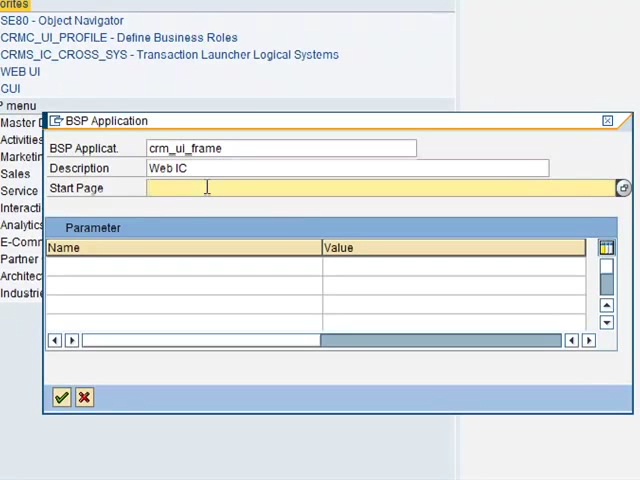 orites
SE80 - Object Navigator
CRMC_UI_PROFILE - Define Business Roles
CRMS_IC_CROSS_SYS - Transaction Launcher Logical Systems
WEB UI
GUI
P menu
Master D
Activities
Marketin
Sales
Service
Interacti
Analytics
E-Comm
Partner
Architec
Industrie
BSP Application
BSP Applicat. crm_ui_frame
Description Web IC
Start Page
Parameter
Name Value